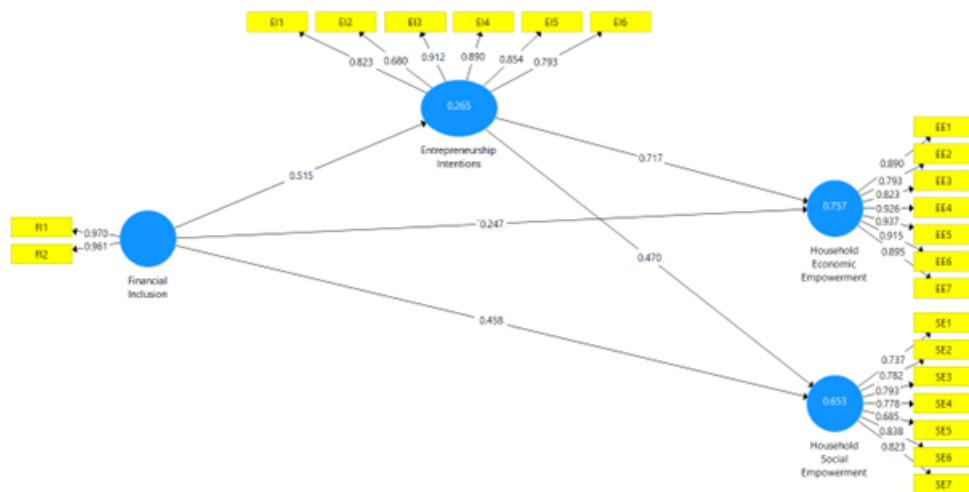 EI1 EI2 EI3 EI4 EI5 EI6
0.823 0.680 0.912 0.890 0.854 0.793
0.265
Entrepreneurship
Intentions
0.515
0.717
0.247
0.470
0.458
FI1
FI2
0.970
0.961
Financial
Inclusion
EE1
EE2
EE3
EE4
EE5
EE6
EE7
0.890
0.793
0.823
0.926
0.937
0.915
0.895
0.757
Household
Economic
Empowerment
SE1
SE2
SE3
SE4
SE5
SE6
SE7
0.737
0.782
0.793
0.778
0.685
0.838
0.823
0.653
Household
Social
Empowerment